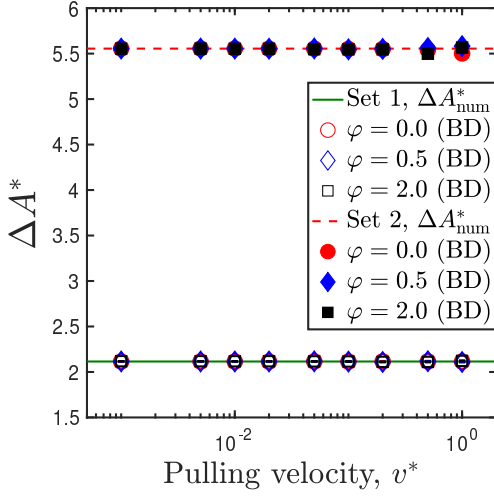 6
5.5
5
4.5
4
3.5
3
2.5
2
1.5
ΔA*
Set 1, ΔA*num
φ = 0.0 (BD)
φ = 0.5 (BD)
φ = 2.0 (BD)
Set 2, ΔA*num
φ = 0.0 (BD)
φ = 0.5 (BD)
φ = 2.0 (BD)
10⁻² 10⁰
Pulling velocity, v*